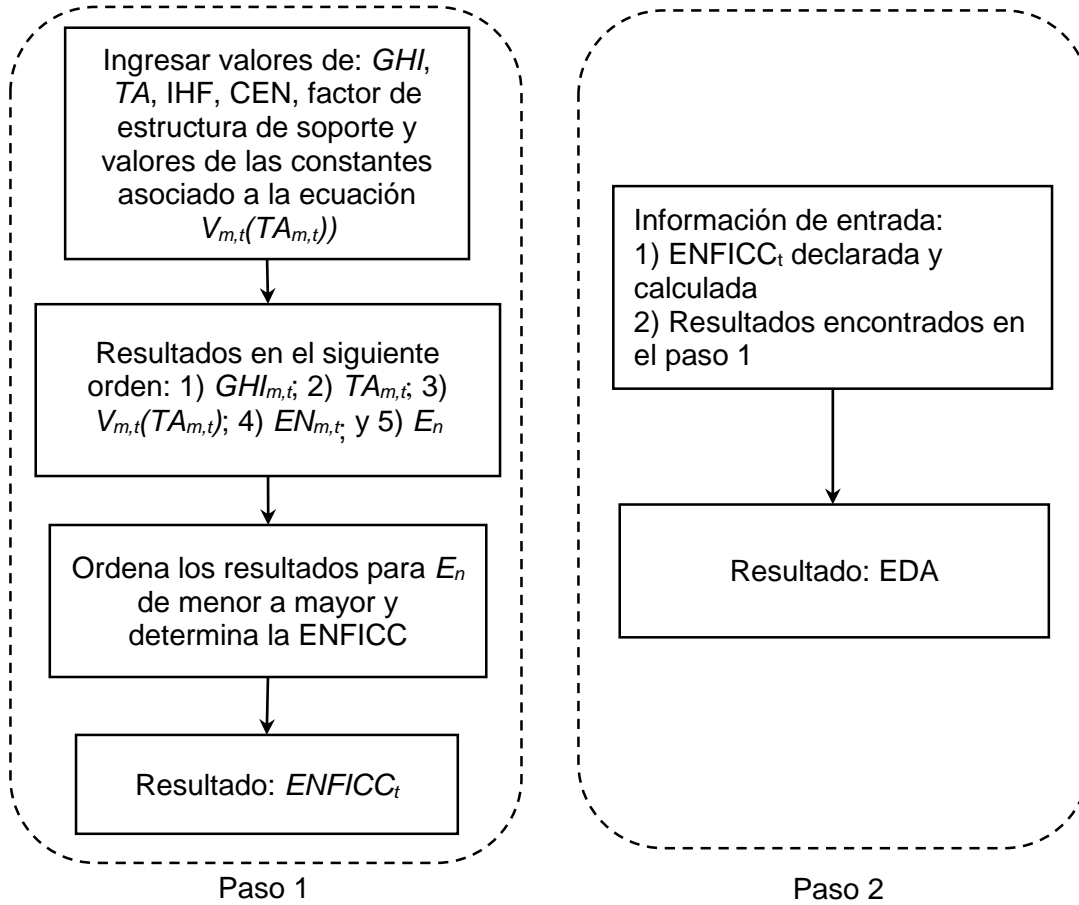 Ingresar valores de: GHI,
TA, IHF, CEN, factor de
estructura de soporte y
valores de las constantes
asociado a la ecuación
Vm,t(TAm,t))
Resultados en el siguiente
orden: 1) GHIm,t; 2) TAm,t; 3)
Vm,t(TAm,t); 4) ENm,t; y 5) En
Ordena los resultados para En
de menor a mayor y
determina la ENFICC
Resultado: ENFICCt
Paso 1
Información de entrada:
1) ENFICCt declarada y
calculada
2) Resultados encontrados en
el paso 1
Resultado: EDA
Paso 2